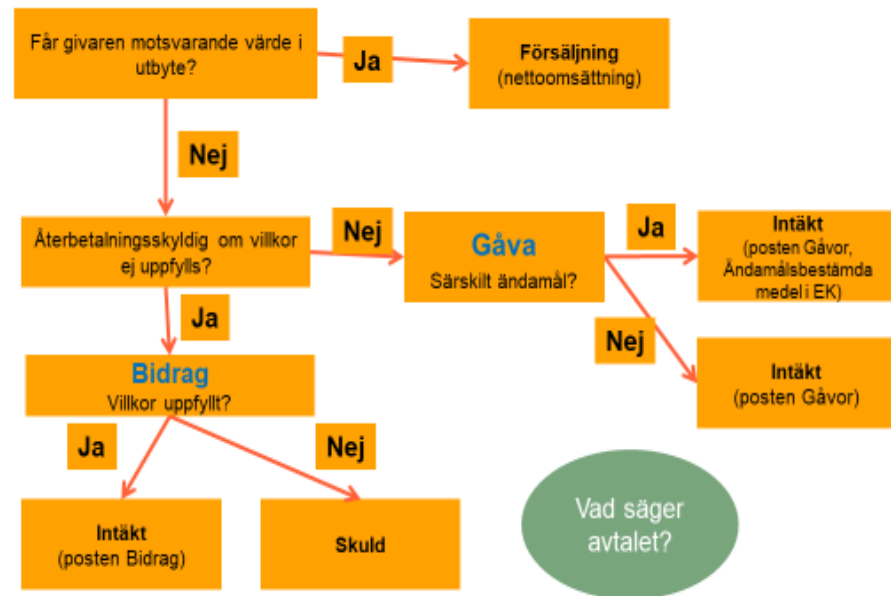 Får givaren motsvarande värde i
utbyte?
Ja
Försäljning
(nettoomsättning)
Nej
Återbetalningsskyldig om villkor
ej uppfylls?
Nej
Gåva
Särskilt ändamål?
Ja
Intäkt
(posten Gåvor,
Ändamålsbestämda
medel i EK)
Ja
Nej
Intäkt
(posten Gåvor)
Bidrag
Villkor uppfyllt?
Ja
Nej
Intäkt
(posten Bidrag)
Skuld
Vad säger
avtalet?